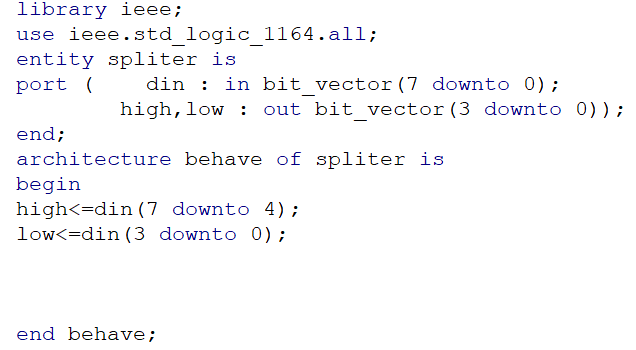 library ieee;
use ieee.std_logic_1164.all;
entity spliter is
port (    din : in bit_vector(7 downto 0);
        high,low : out bit_vector(3 downto 0));
end;
architecture behave of spliter is
begin
high<=din(7 downto 4);
low<=din(3 downto 0);
end behave;